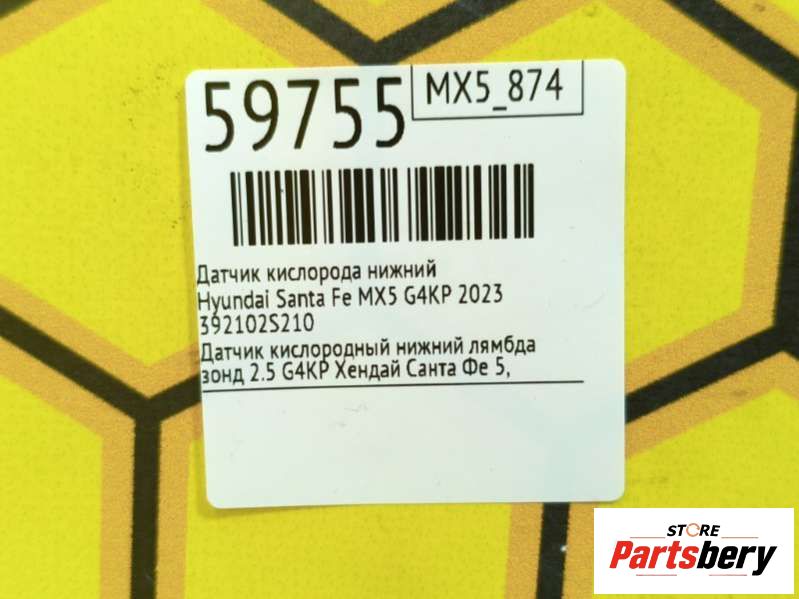 59755
MX5_874
Датчик кислорода нижний
Hyundai Santa Fe MX5 G4KP 2023
392102S210
Датчик кислородный нижний лямбда
зонд 2.5 G4KP Хендай Санта Фе 5,
STORE
Partsbery